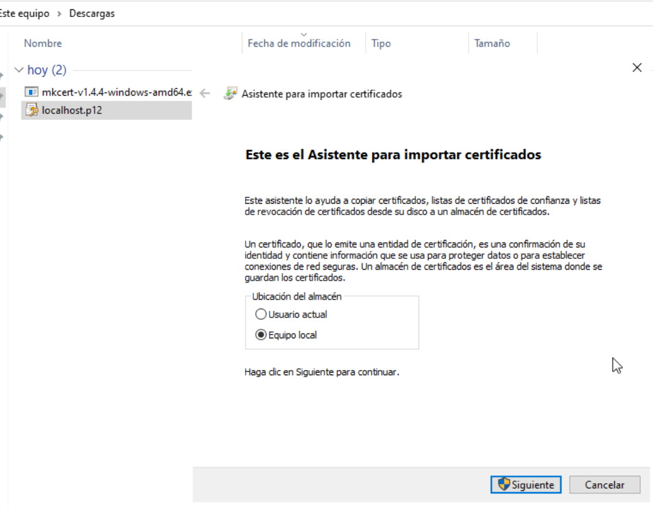 Este equipo > Descargas
Nombre Fecha de modificación Tipo Tamaño
hoy (2)
mkcert-v1.4.4-windows-amd64.e
localhost.p12
Asistente para importar certificados
Este es el Asistente para importar certificados
Este asistente lo ayuda a copiar certificados, listas de certificados de confianza y listas
de revocación de certificados desde su disco a un almacén de certificados.
Un certificado, que lo emite una entidad de certificación, es una confirmación de su
identidad y contiene información que se usa para proteger datos o para establecer
conexiones de red seguras. Un almacén de certificados es el área del sistema donde se
guardan los certificados.
Ubicación del almacén
Usuario actual
Equipo local
Haga clic en Siguiente para continuar.
Siguiente Cancelar